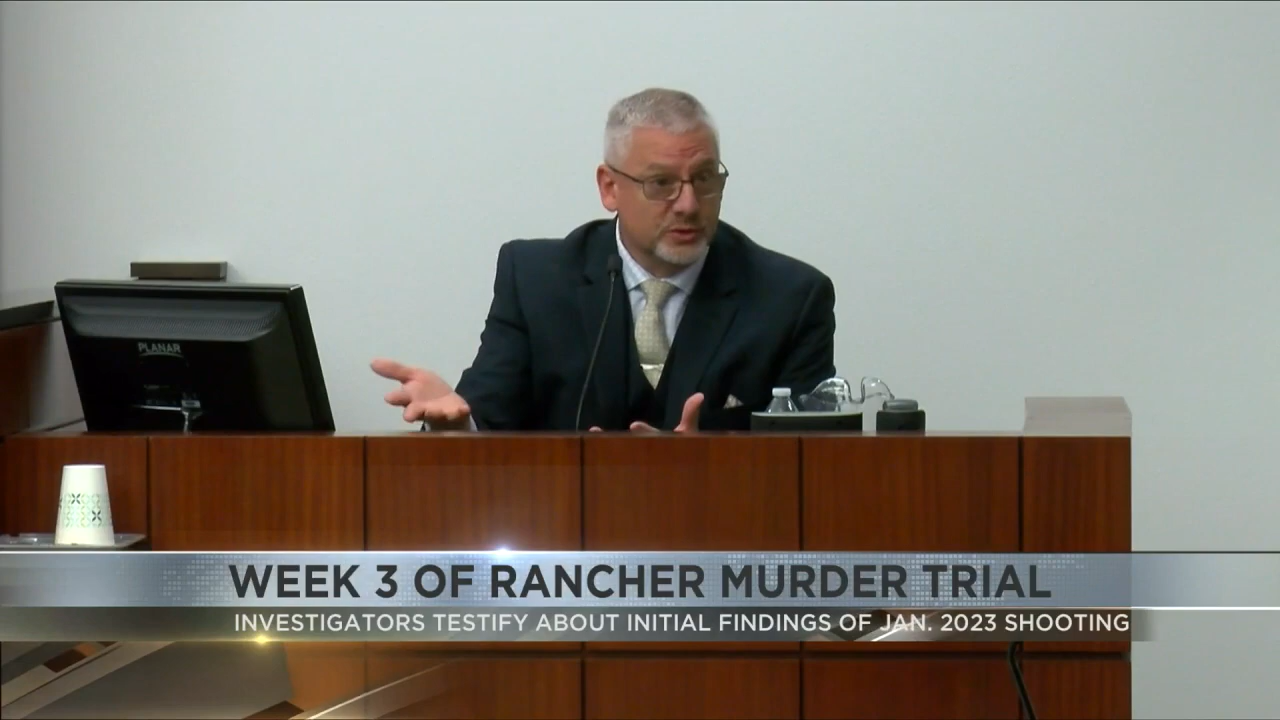 PLANAR
WEEK 3 OF RANCHER MURDER TRIAL
INVESTIGATORS TESTIFY ABOUT INITIAL FINDINGS OF JAN. 2023 SHOOTING